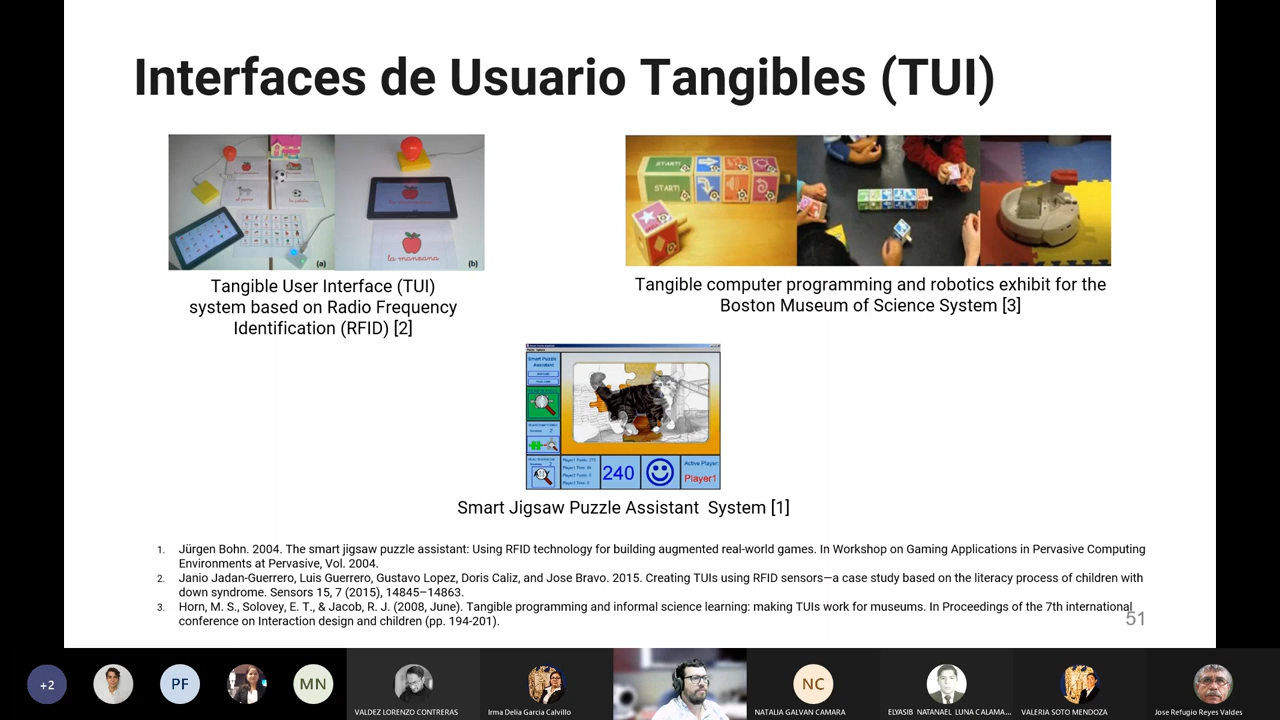 Interfaces de Usuario Tangibles (TUI)
(a)
(b)
la manzana
START!
START!
Tangible User Interface (TUI)
system based on Radio Frequency
Identification (RFID) [2]
Tangible computer programming and robotics exhibit for the
Boston Museum of Science System [3]
Smart Puzzle
Assistant
240
Active Player
Player1
Smart Jigsaw Puzzle Assistant System [1]
1. Jürgen Bohn. 2004. The smart jigsaw puzzle assistant: Using RFID technology for building augmented real-world games. In Workshop on Gaming Applications in Pervasive Computing
Environments at Pervasive, Vol. 2004.
2. Janio Jadan-Guerrero, Luis Guerrero, Gustavo Lopez, Doris Caliz, and Jose Bravo. 2015. Creating TUIs using RFID sensors—a case study based on the literacy process of children with
down syndrome. Sensors 15, 7 (2015), 14845–14863.
3. Horn, M. S., Solovey, E. T., & Jacob, R. J. (2008, June). Tangible programming and informal science learning: making TUIs work for museums. In Proceedings of the 7th international
conference on Interaction design and children (pp. 194-201).
51
+2
PF
MN
NC
VALDEZ LORENZO CONTRERAS
Irma Delia Garcia Calvillo
NATALIA GALVAN CAMARA
ELYASIB NATANAEL LUNA CALAMA...
VALERIA SOTO MENDOZA
Jose Refugio Reyes Valdes